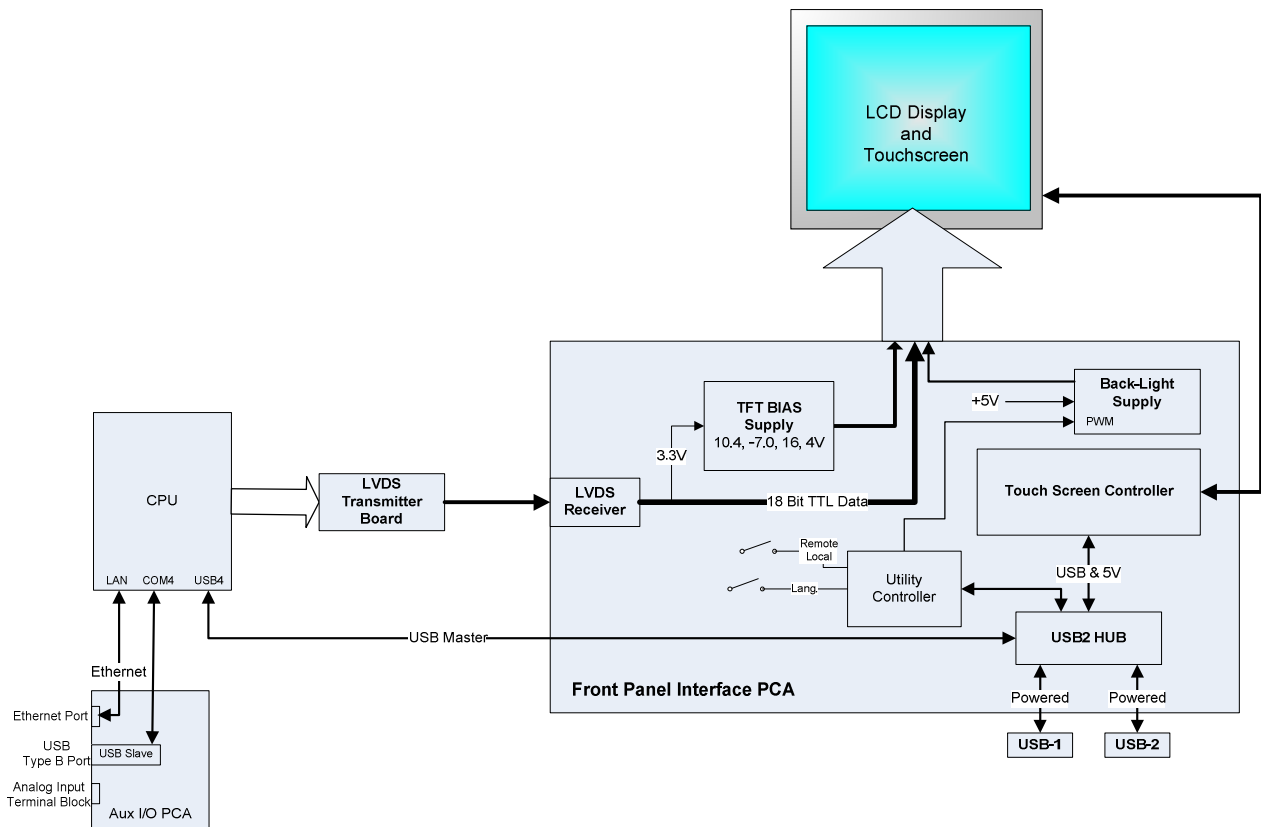 LCD Display
and
Touchscreen
Back-Light
Supply
+5V
PWM
TFT BIAS
Supply
10.4, -7.0, 16, 4V
3.3V
CPU
LAN
COM4
USB4
LVDS
Transmitter
Board
LVDS
Receiver
18 Bit TTL Data
Touch Screen Controller
Remote
Local
Lang.
Utility
Controller
USB & 5V
USB2 HUB
USB Master
Ethernet
Front Panel Interface PCA
Powered
Powered
USB-1
USB-2
Ethernet Port
USB
Type B Port
USB Slave
Analog Input
Terminal Block
Aux I/O PCA